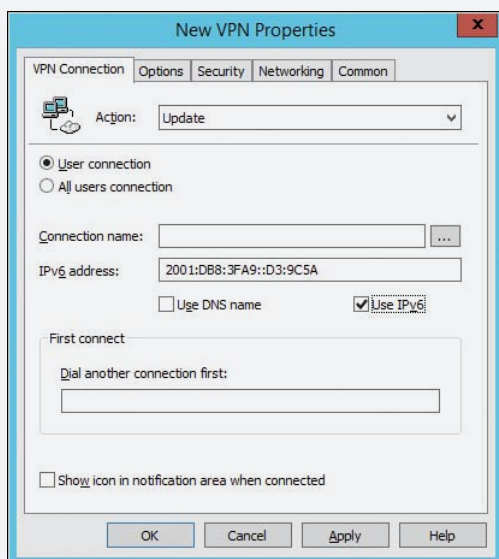 New VPN Properties
x
VPN Connection Options Security Networking Common
Action: Update
User connection
All users connection
Connection name: ...
IPv6 address: 2001:DB8:3FA9::D3:9C5A
Use DNS name Use IPv6
First connect
Dial another connection first:
Show icon in notification area when connected
OK Cancel Apply Help